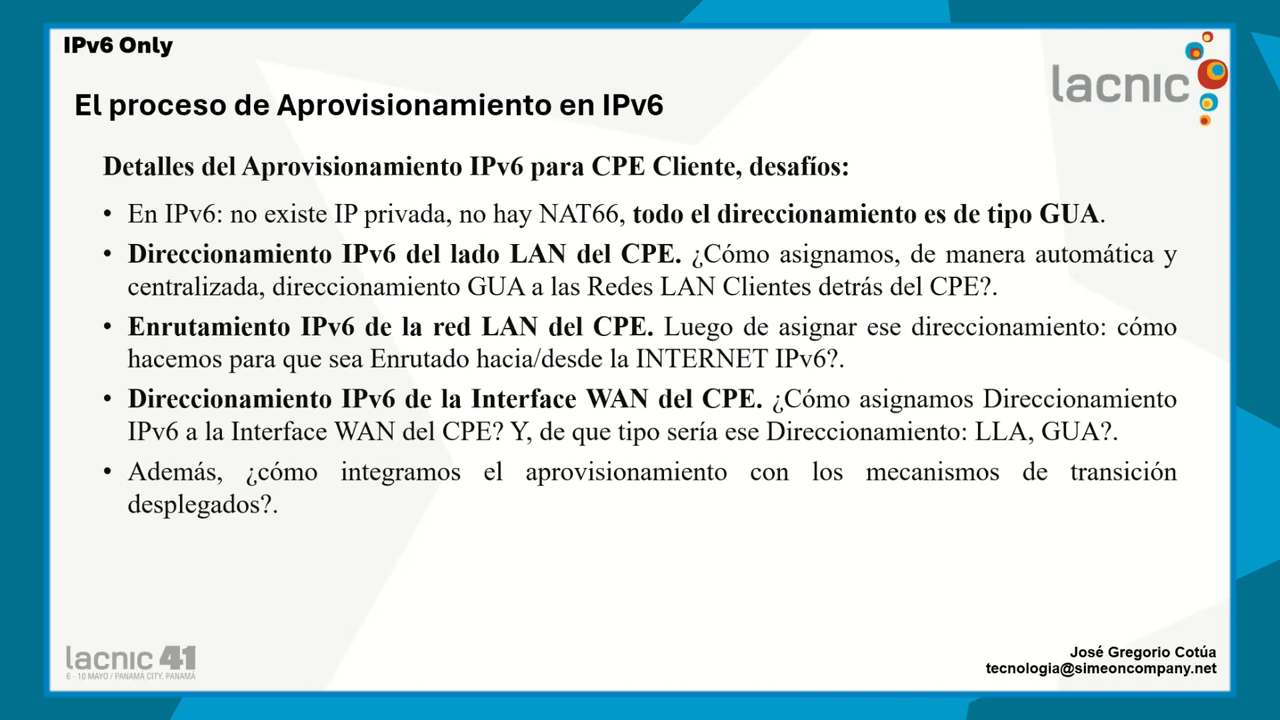 IPv6 Only
lacnic
El proceso de Aprovisionamiento en IPv6
Detalles del Aprovisionamiento IPv6 para CPE Cliente, desafíos:
• En IPv6: no existe IP privada, no hay NAT66, todo el direccionamiento es de tipo GUA.
• Direccionamiento IPv6 del lado LAN del CPE. ¿Cómo asignamos, de manera automática y
centralizada, direccionamiento GUA a las Redes LAN Clientes detrás del CPE?.
• Enrutamiento IPv6 de la red LAN del CPE. Luego de asignar ese direccionamiento: cómo
hacemos para que sea Enrutado hacia/desde la INTERNET IPv6?.
• Direccionamiento IPv6 de la Interface WAN del CPE. ¿Cómo asignamos Direccionamiento
IPv6 a la Interface WAN del CPE? Y, de que tipo sería ese Direccionamiento: LLA, GUA?.
• Además, ¿cómo integramos el aprovisionamiento con los mecanismos de transición
desplegados?.
lacnic 41
6 - 10 MAYO / PANAMÁ CITY, PANAMÁ
José Gregorio Cotúa
tecnologia@simeoncompany.net